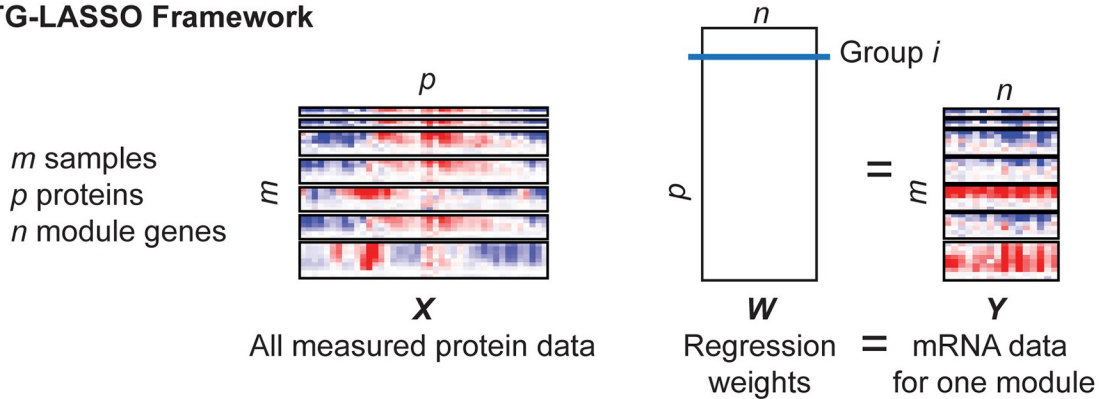 TG-LASSO Framework
n
Group i
p
n
m samples
p proteins
n module genes
m
p
=
m
X
W
Y
All measured protein data
Regression weights
=
mRNA data for one module